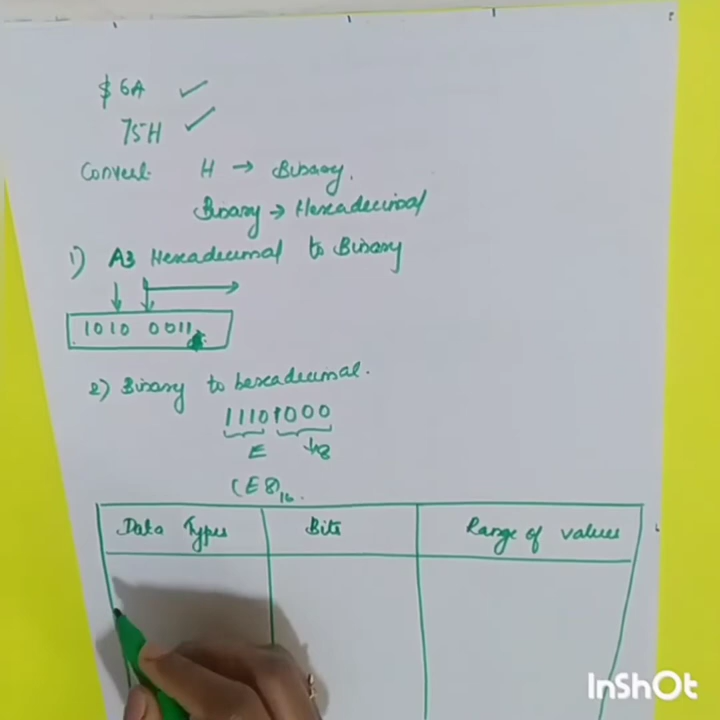 $6A
75H
Convert H → Binary.
Binary → Hexadecimal
1) A3 Hexadecimal to Binary
1010 0011
2) Binary to hexadecimal.
11101000
E 8
(E8)16.
Data Types Bits Range of values
InShOt